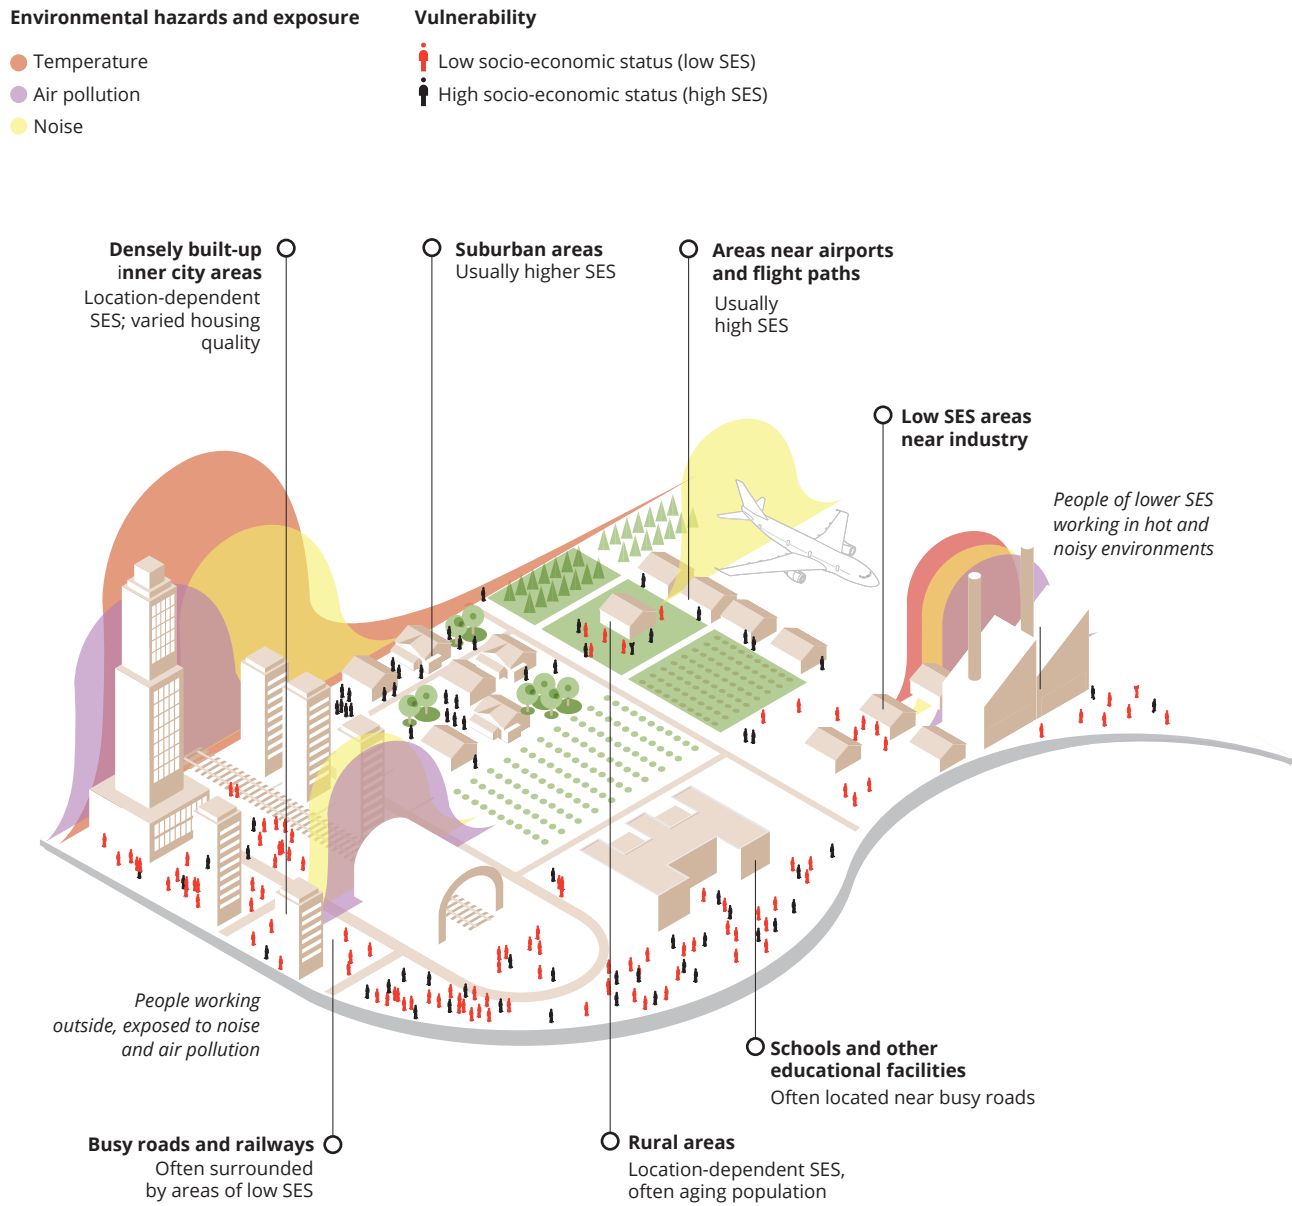 Environmental hazards and exposure
Temperature
Air pollution
Noise
Vulnerability
Low socio-economic status (low SES)
High socio-economic status (high SES)
Densely built-up
inner city areas
Location-dependent
SES; varied housing
quality
Suburban areas
Usually higher SES
Areas near airports
and flight paths
Usually
high SES
Low SES areas
near industry
People of lower SES
working in hot and
noisy environments
People working
outside, exposed to noise
and air pollution
Schools and other
educational facilities
Often located near busy roads
Busy roads and railways
Often surrounded
by areas of low SES
Rural areas
Location-dependent SES,
often aging population